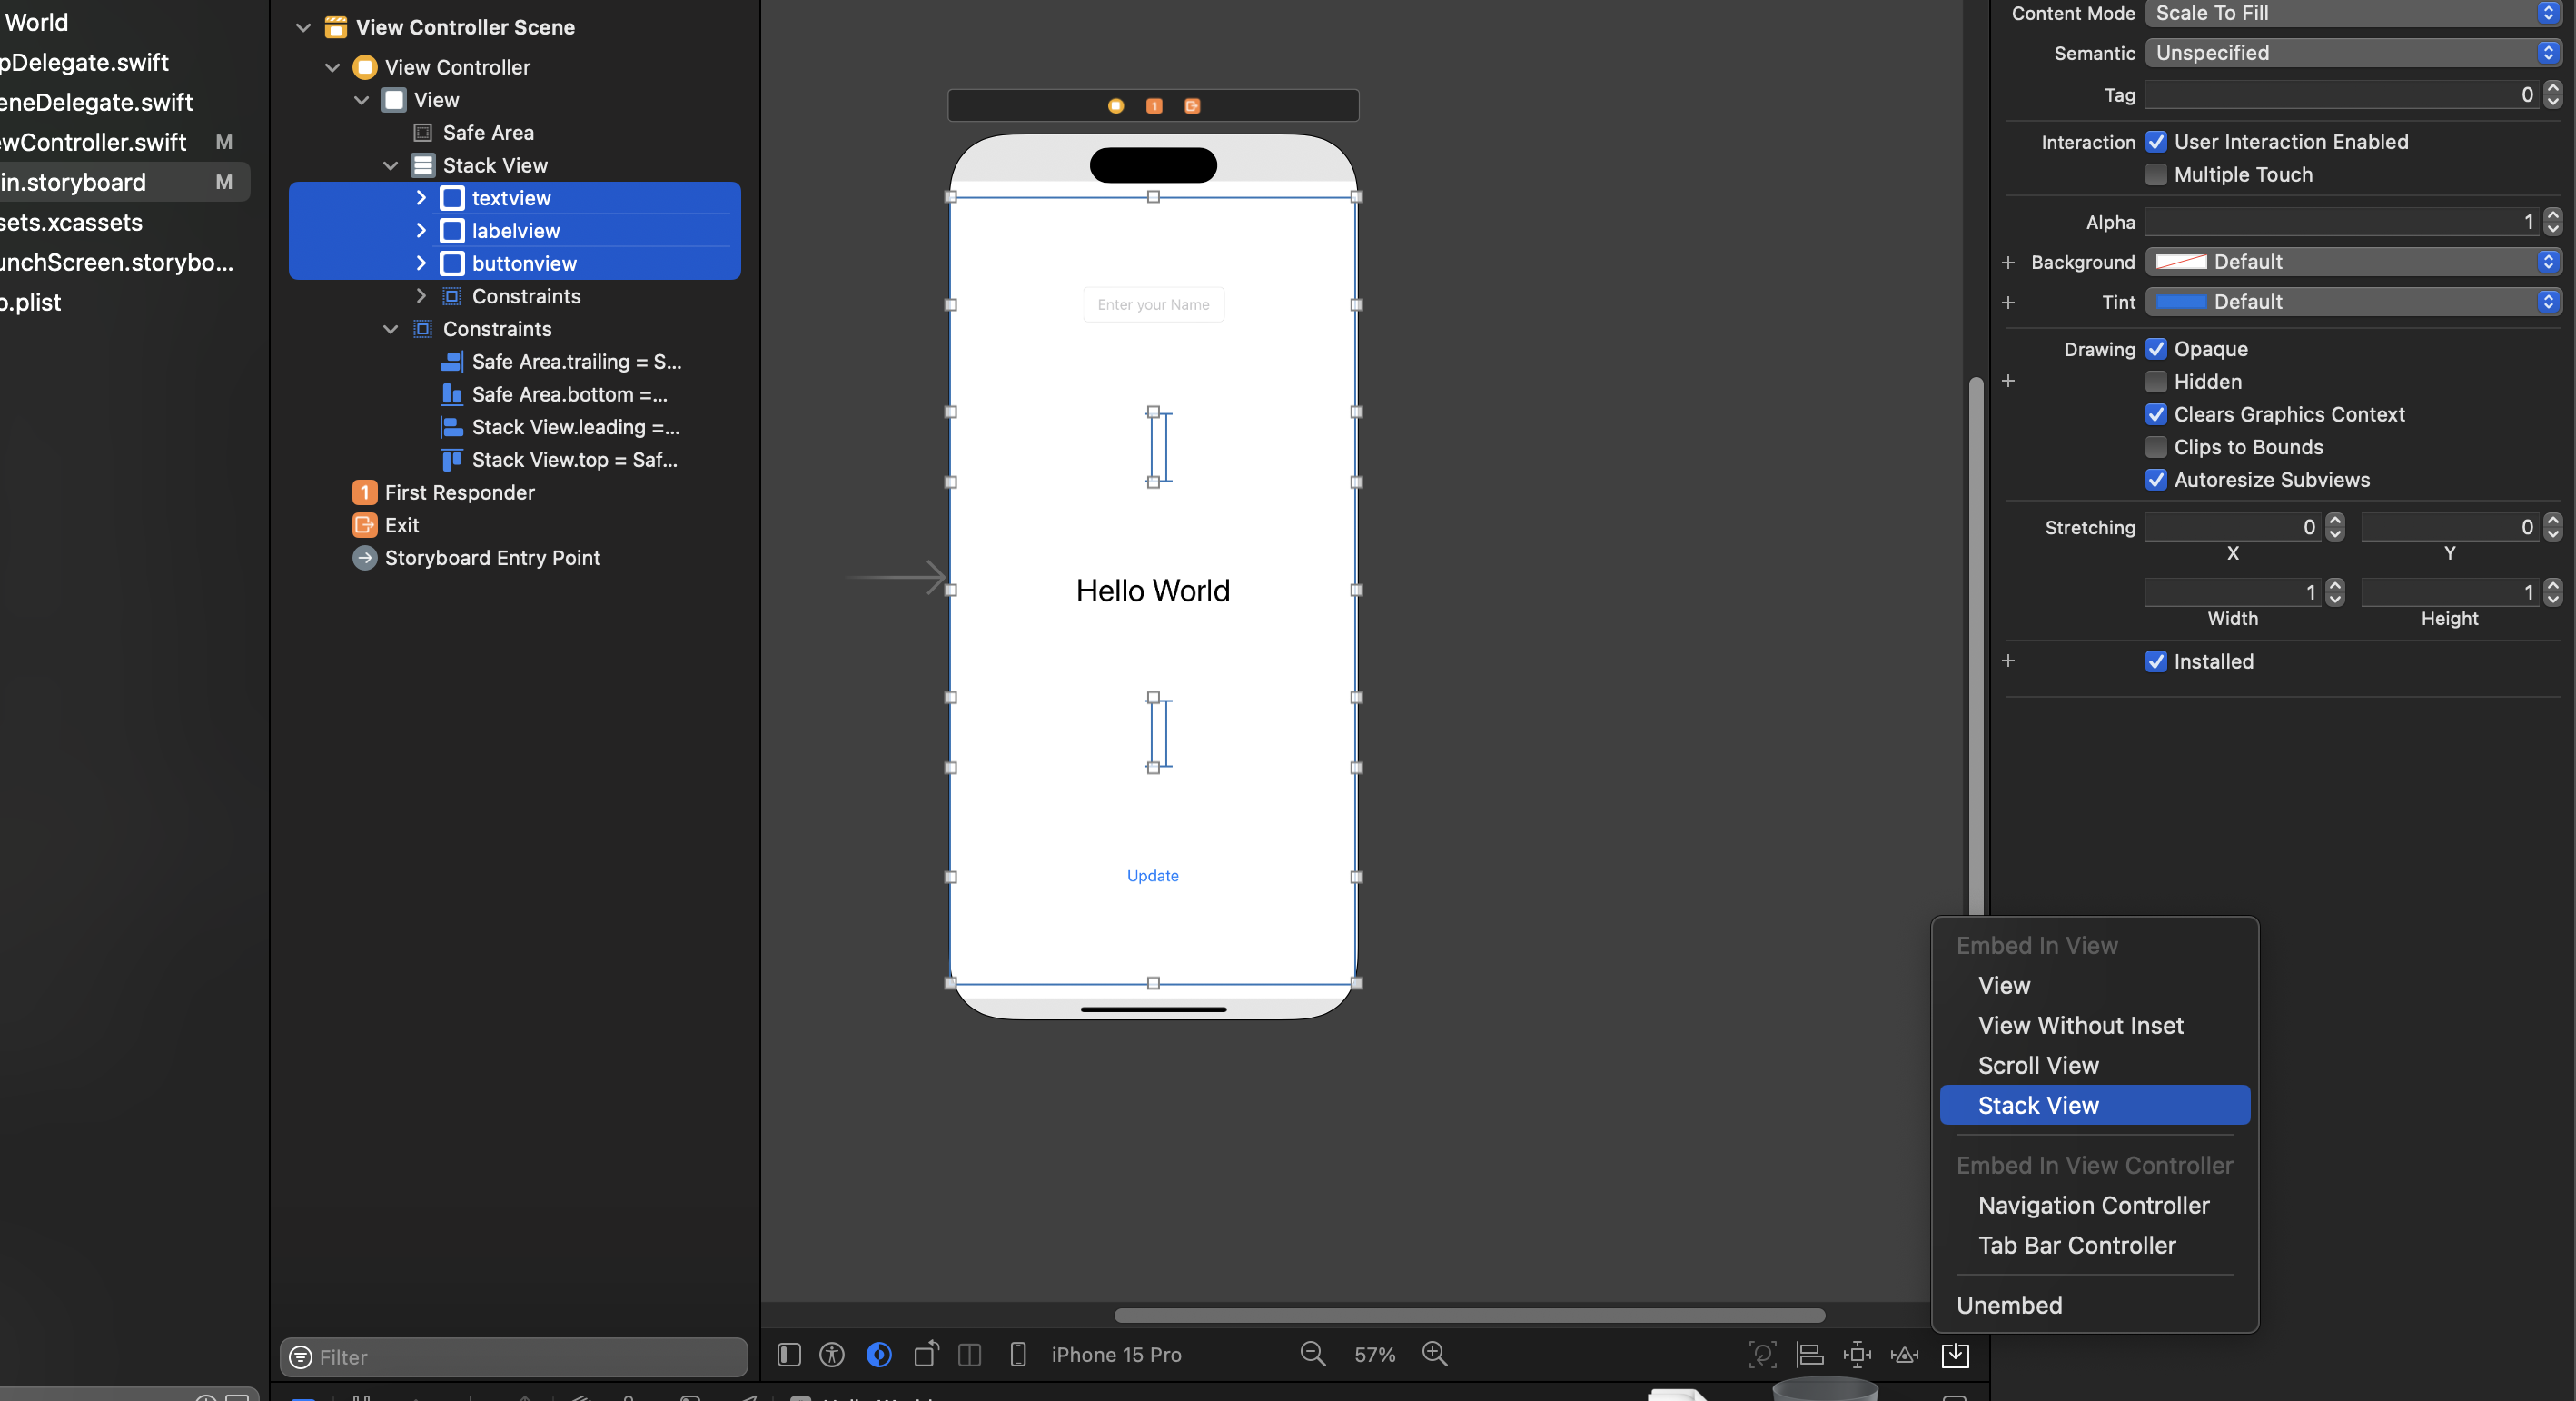 World
pDelegate.swift
eneDelegate.swift
wController.swift M
in.storyboard M
sets.xcassets
unchScreen.storybo...
o.plist
View Controller Scene
View Controller
View
Safe Area
Stack View
textview
labelview
buttonview
Constraints
Constraints
Safe Area.trailing = S...
Safe Area.bottom =...
Stack View.leading =...
Stack View.top = Saf...
1 First Responder
Exit
Storyboard Entry Point
Filter
1
Enter your Name
Hello World
Update
iPhone 15 Pro
57%
Content Mode Scale To Fill
Semantic Unspecified
Tag 0
Interaction User Interaction Enabled
Multiple Touch
Alpha 1
+ Background Default
+ Tint Default
Drawing Opaque
+ Hidden
Clears Graphics Context
Clips to Bounds
Autoresize Subviews
Stretching 0 0
X Y
1 1
Width Height
+ Installed
Embed In View
View
View Without Inset
Scroll View
Stack View
Embed In View Controller
Navigation Controller
Tab Bar Controller
Unembed